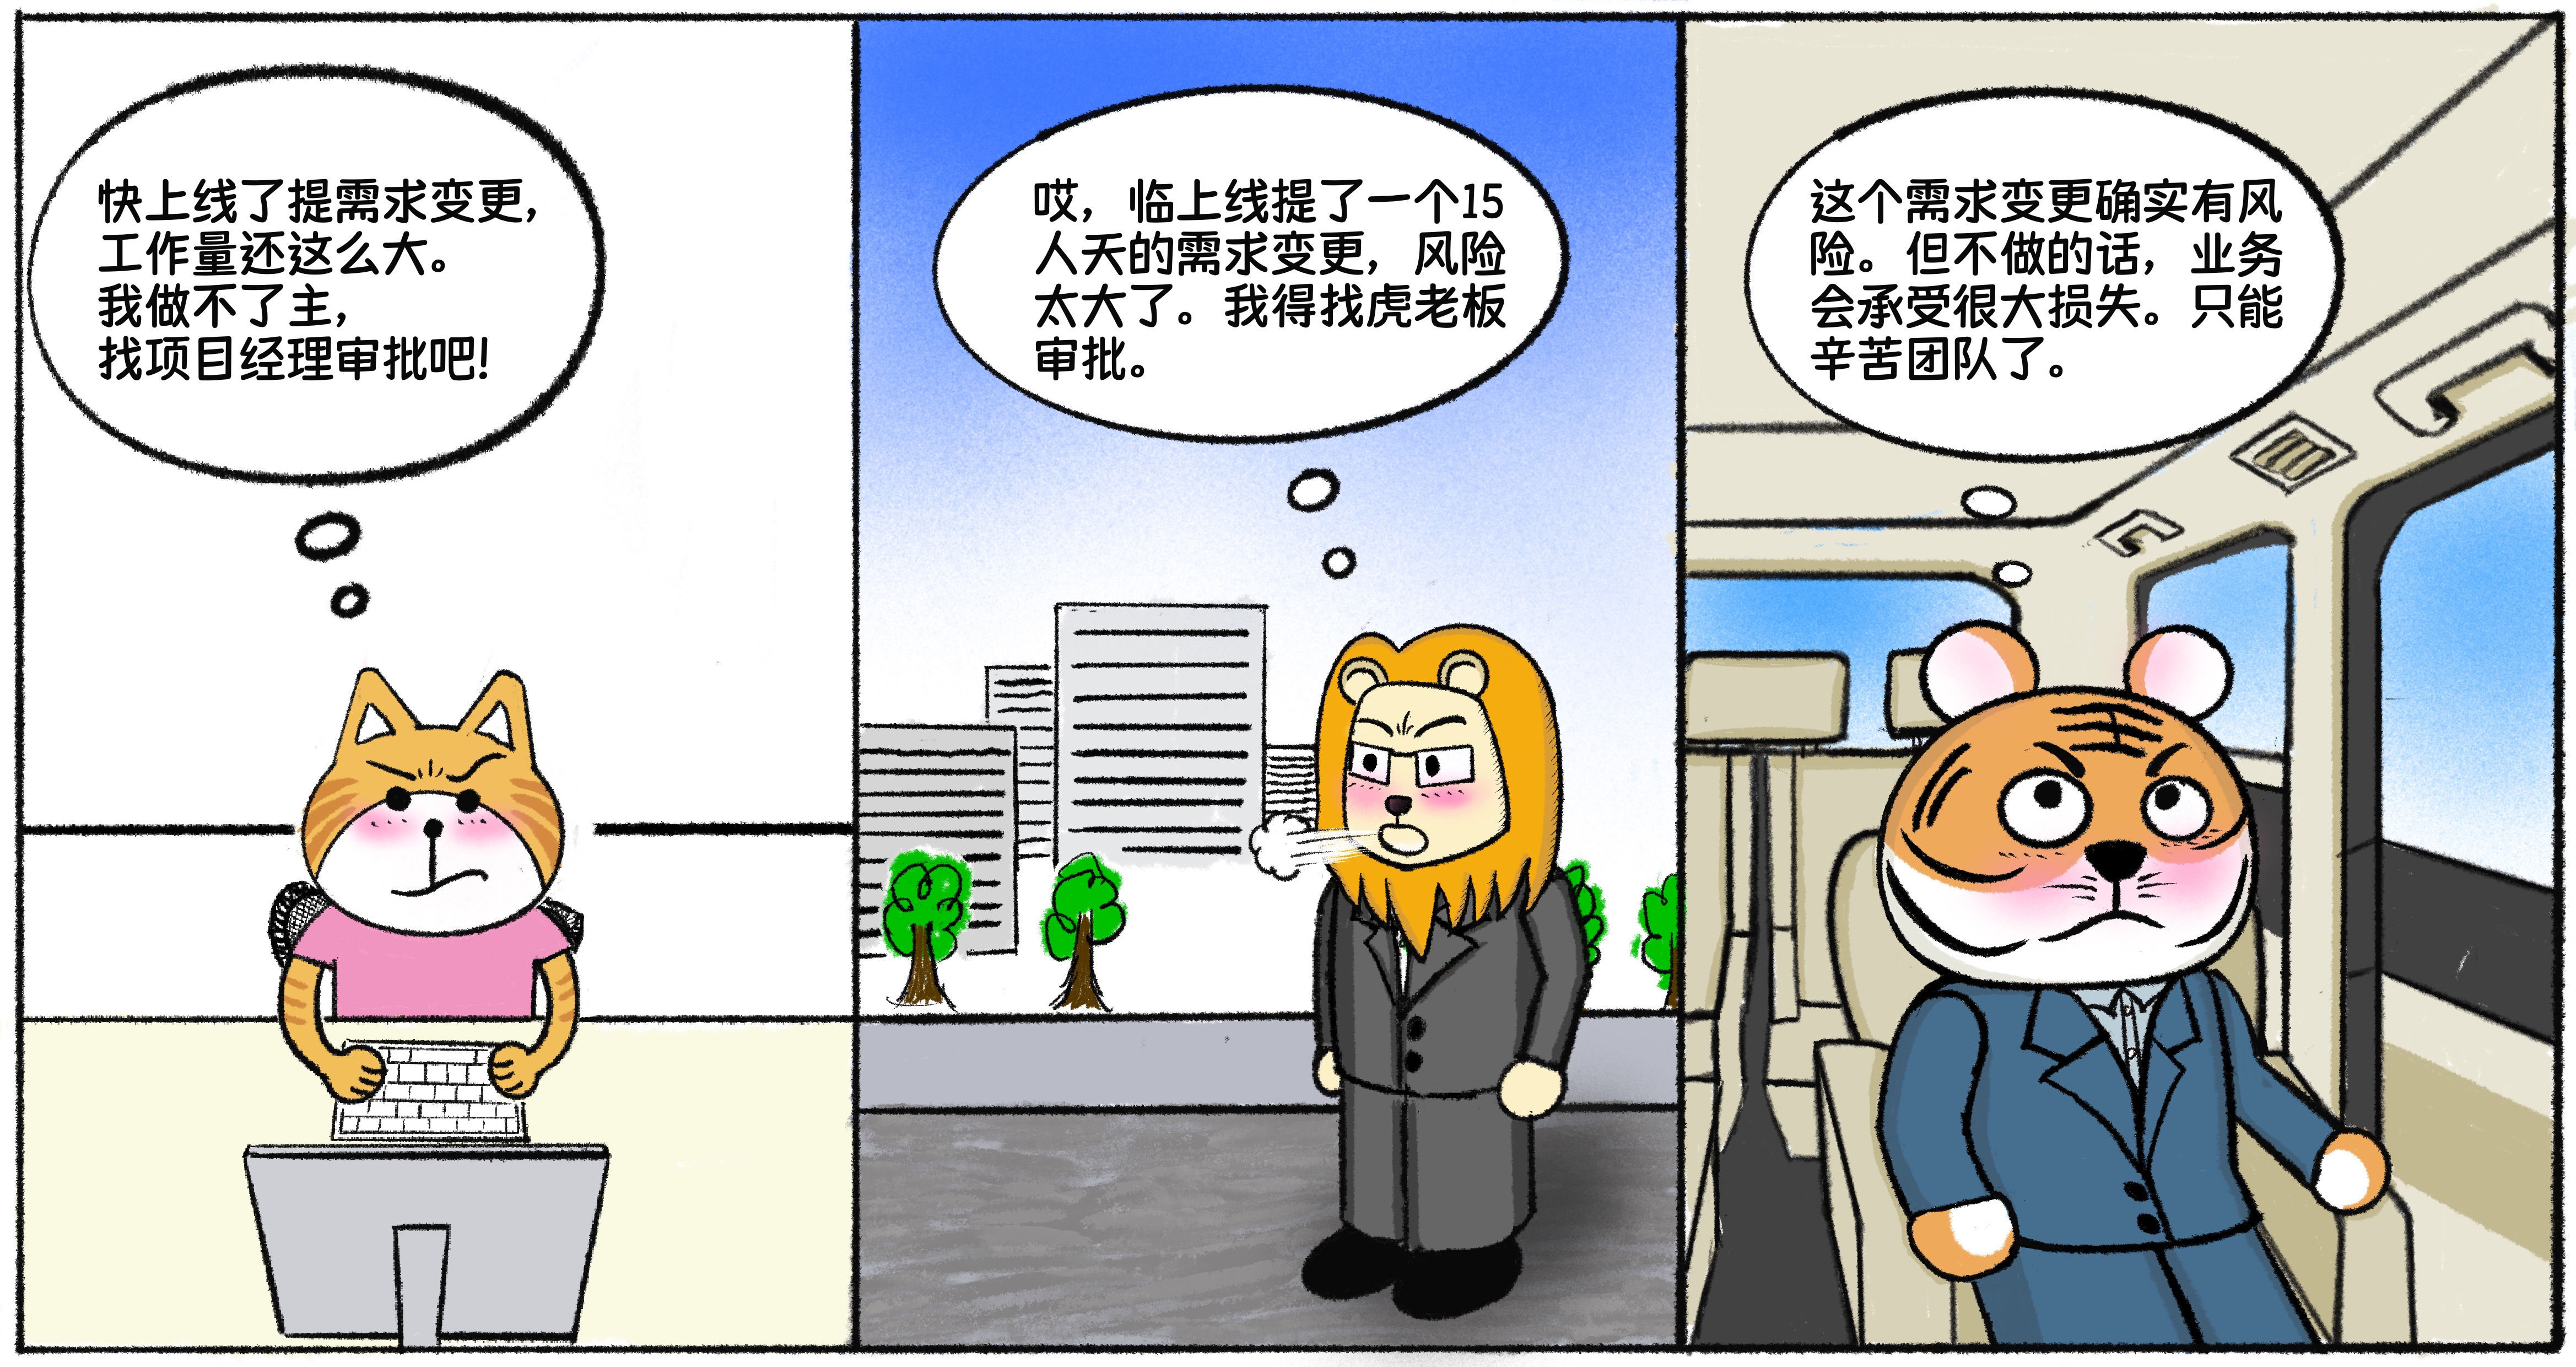 快上线了提需求变更,
工作量还这么大。
我做不了主,
找项目经理审批吧!
哎，临上线提了一个15
人天的需求变更，风险
太大了。我得找虎老板
审批。
这个需求变更确实有风
险。但不做的话，业务
会承受很大损失。只能
辛苦团队了。